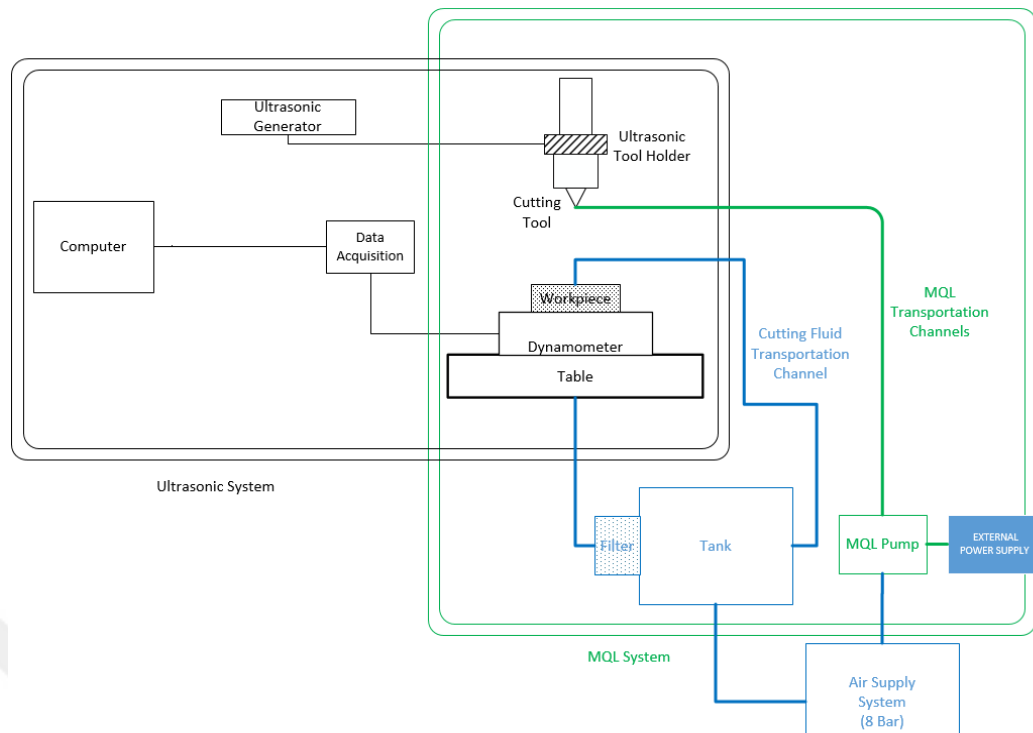 Ultrasonic
Generator
Ultrasonic
Tool Holder
Cutting
Tool
Computer
Data
Acquisition
Workpiece
Dynamometer
Table
Cutting Fluid
Transportation
Channel
MQL
Transportation
Channels
Ultrasonic System
Filter
Tank
MQL Pump
EXTERNAL
POWER SUPPLY
MQL System
Air Supply
System
(8 Bar)